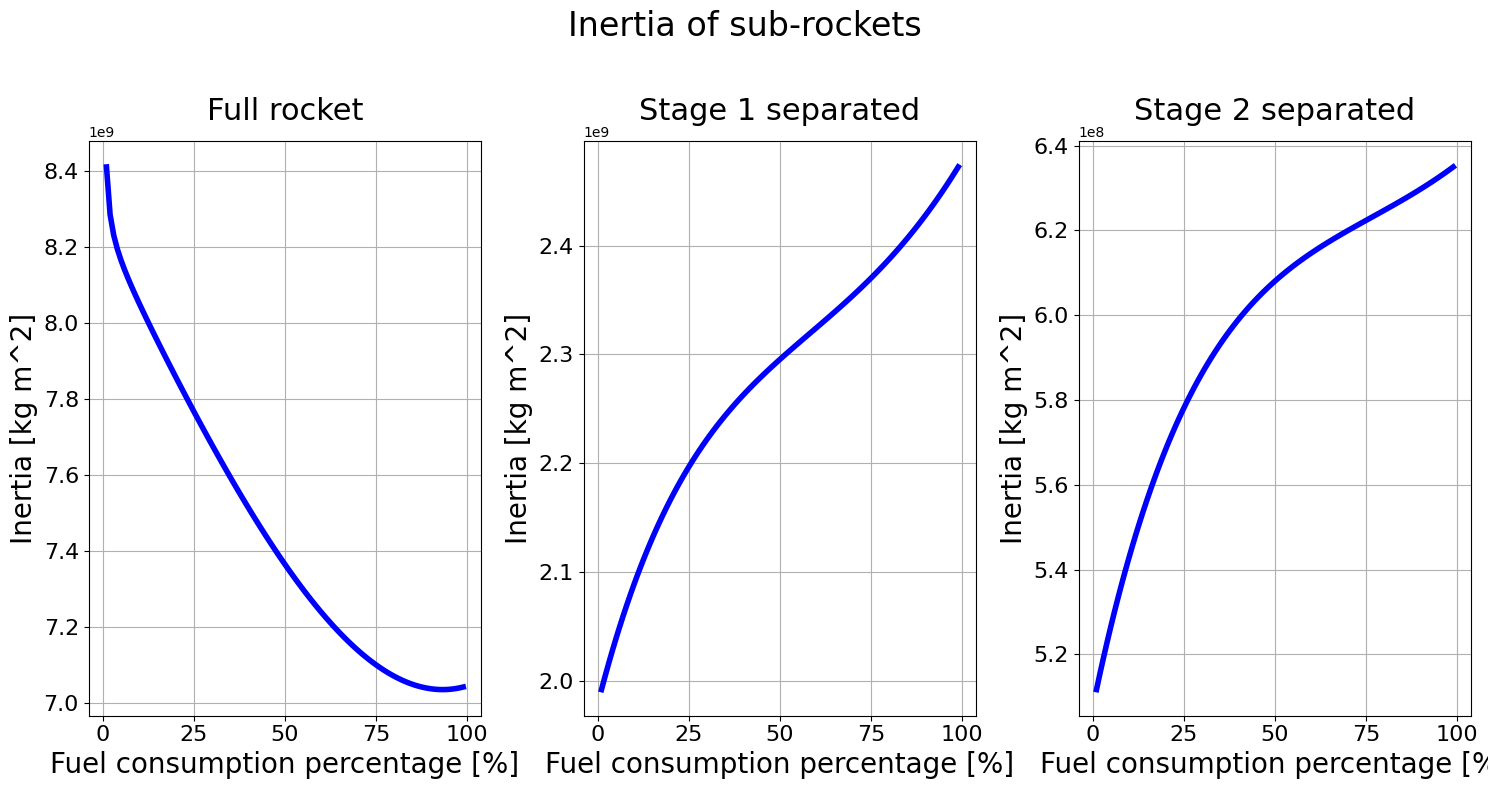 Inertia of sub-rockets
Full rocket
1e9
8.4
8.2
8.0
7.8
7.6
7.4
7.2
7.0
Inertia [kg m^2]
0 25 50 75 100
Fuel consumption percentage [%]
Stage 1 separated
1e9
2.4
2.3
2.2
2.1
2.0
Inertia [kg m^2]
0 25 50 75 100
Fuel consumption percentage [%]
Stage 2 separated
1e8
6.4
6.2
6.0
5.8
5.6
5.4
5.2
Inertia [kg m^2]
0 25 50 75 100
Fuel consumption percentage [%